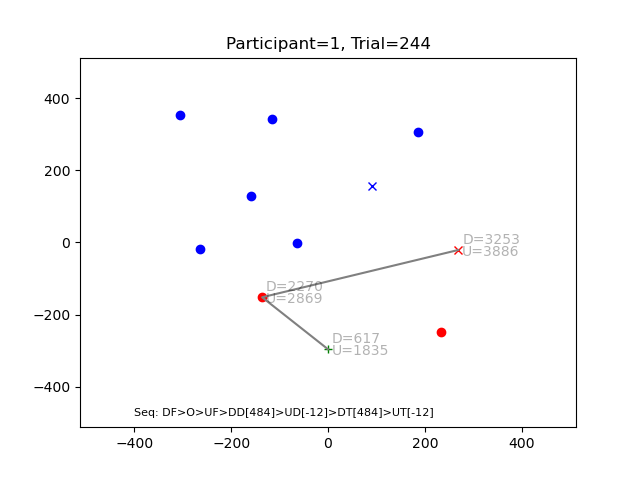 Participant=1, Trial=244
400
200
0
−200
−400
D=3253
U=3886
D=2270
U=2869
D=617
U=1835
Seq: DF>O>UF>DD[484]>UD[-12]>DT[484]>UT[-12]
−400
−200
0
200
400